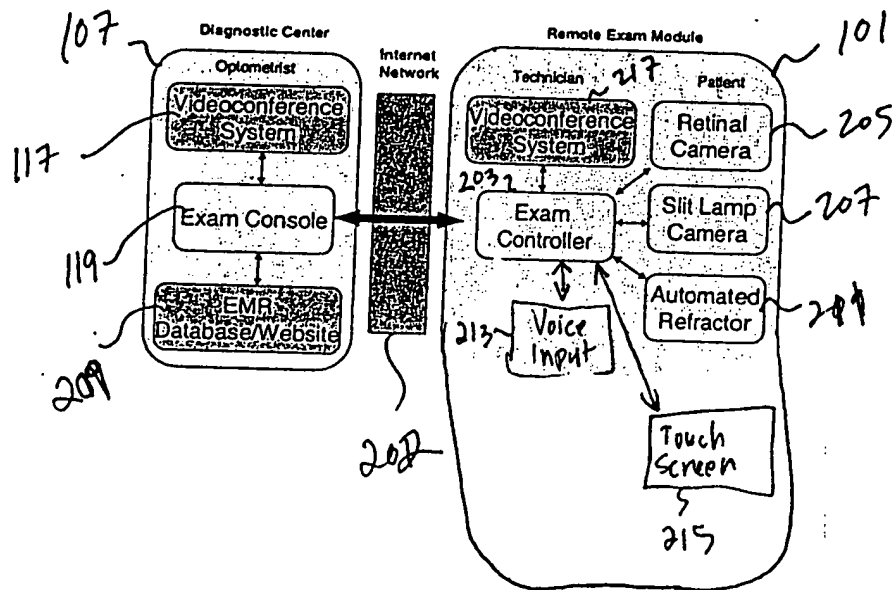 Diagnostic Center
107
Optometrist
Videoconference
System
117
Exam Console
119
EMR
Database/Website
209
Internet
Network
Remote Exam Module
101
Technician
217
Patient
Videoconference
System
203
Exam
Controller
Retinal
Camera
205
Slit Lamp
Camera
207
Automated
Refractor
213
Voice
Input
Touch
Screen
215